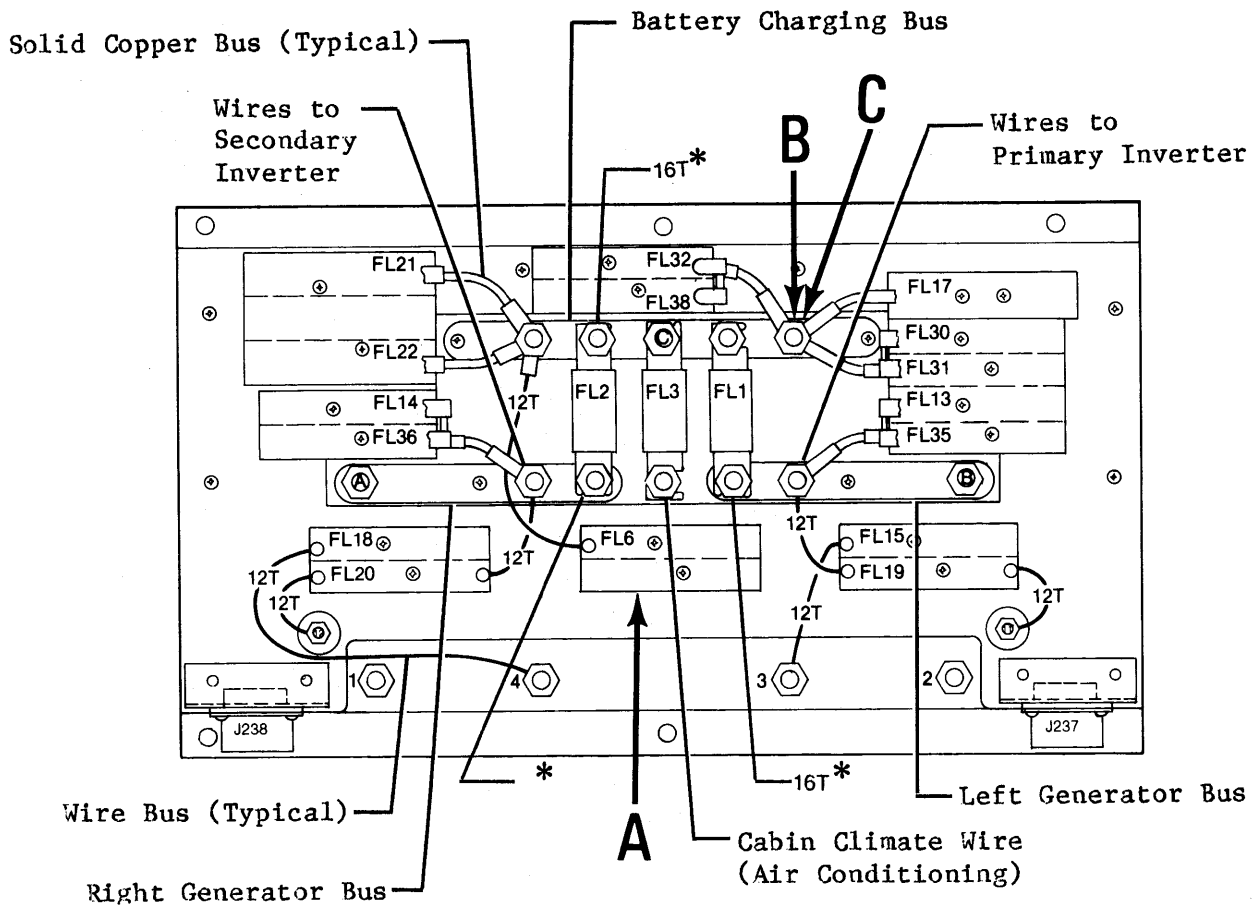 Battery Charging Bus
Solid Copper Bus (Typical)
Wires to
Secondary
Inverter
16T*
B
C
Wires to
Primary Inverter
FL21
FL32
FL38
FL17
FL22
FL30
FL31
FL14
FL36
12T
FL2
FL3
FL1
FL13
FL35
A
B
12T
12T
FL18
FL20
FL6
FL15
FL19
12T
12T
12T
12T
1
4
3
2
J238
J237
*
16T*
Wire Bus (Typical)
A
Left Generator Bus
Cabin Climate Wire
(Air Conditioning)
Right Generator Bus